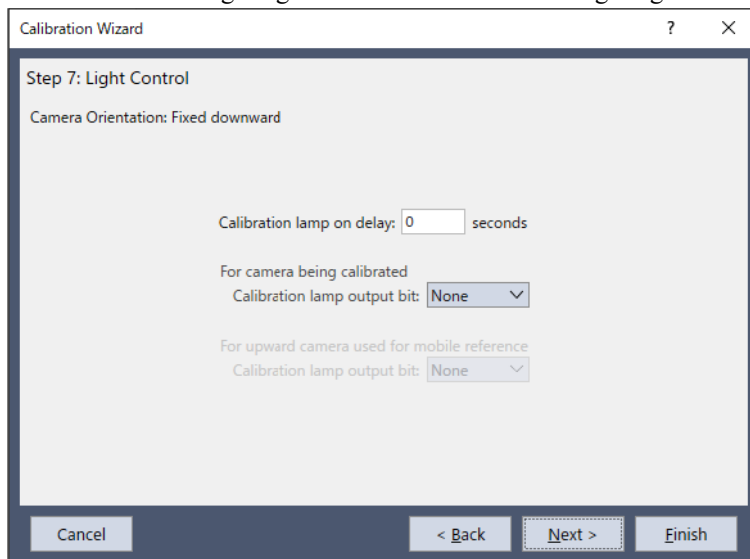 Calibration Wizard ? ×
Step 7: Light Control
Camera Orientation: Fixed downward
Calibration lamp on delay: 0 seconds
For camera being calibrated
Calibration lamp output bit: None
For upward camera used for mobile reference
Calibration lamp output bit: None
Cancel < Back Next > Finish